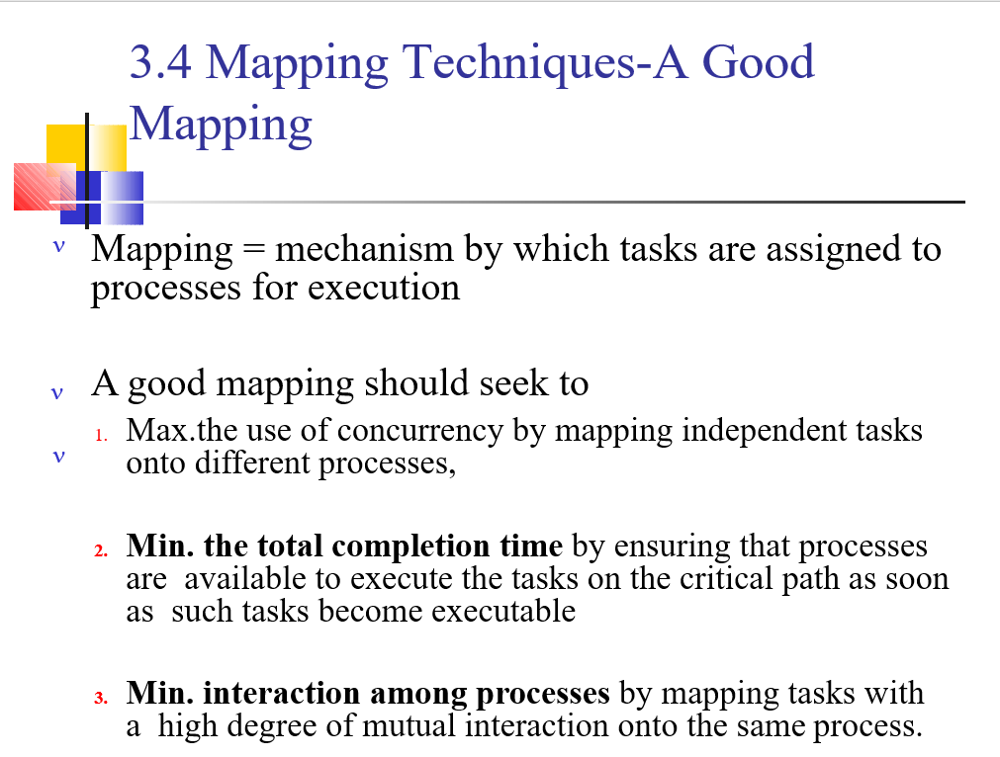 3.4 Mapping Techniques-A Good
Mapping
ν Mapping = mechanism by which tasks are assigned to
processes for execution
ν A good mapping should seek to
1. Max.the use of concurrency by mapping independent tasks
ν onto different processes,
2. Min. the total completion time by ensuring that processes
are available to execute the tasks on the critical path as soon
as such tasks become executable
3. Min. interaction among processes by mapping tasks with
a high degree of mutual interaction onto the same process.